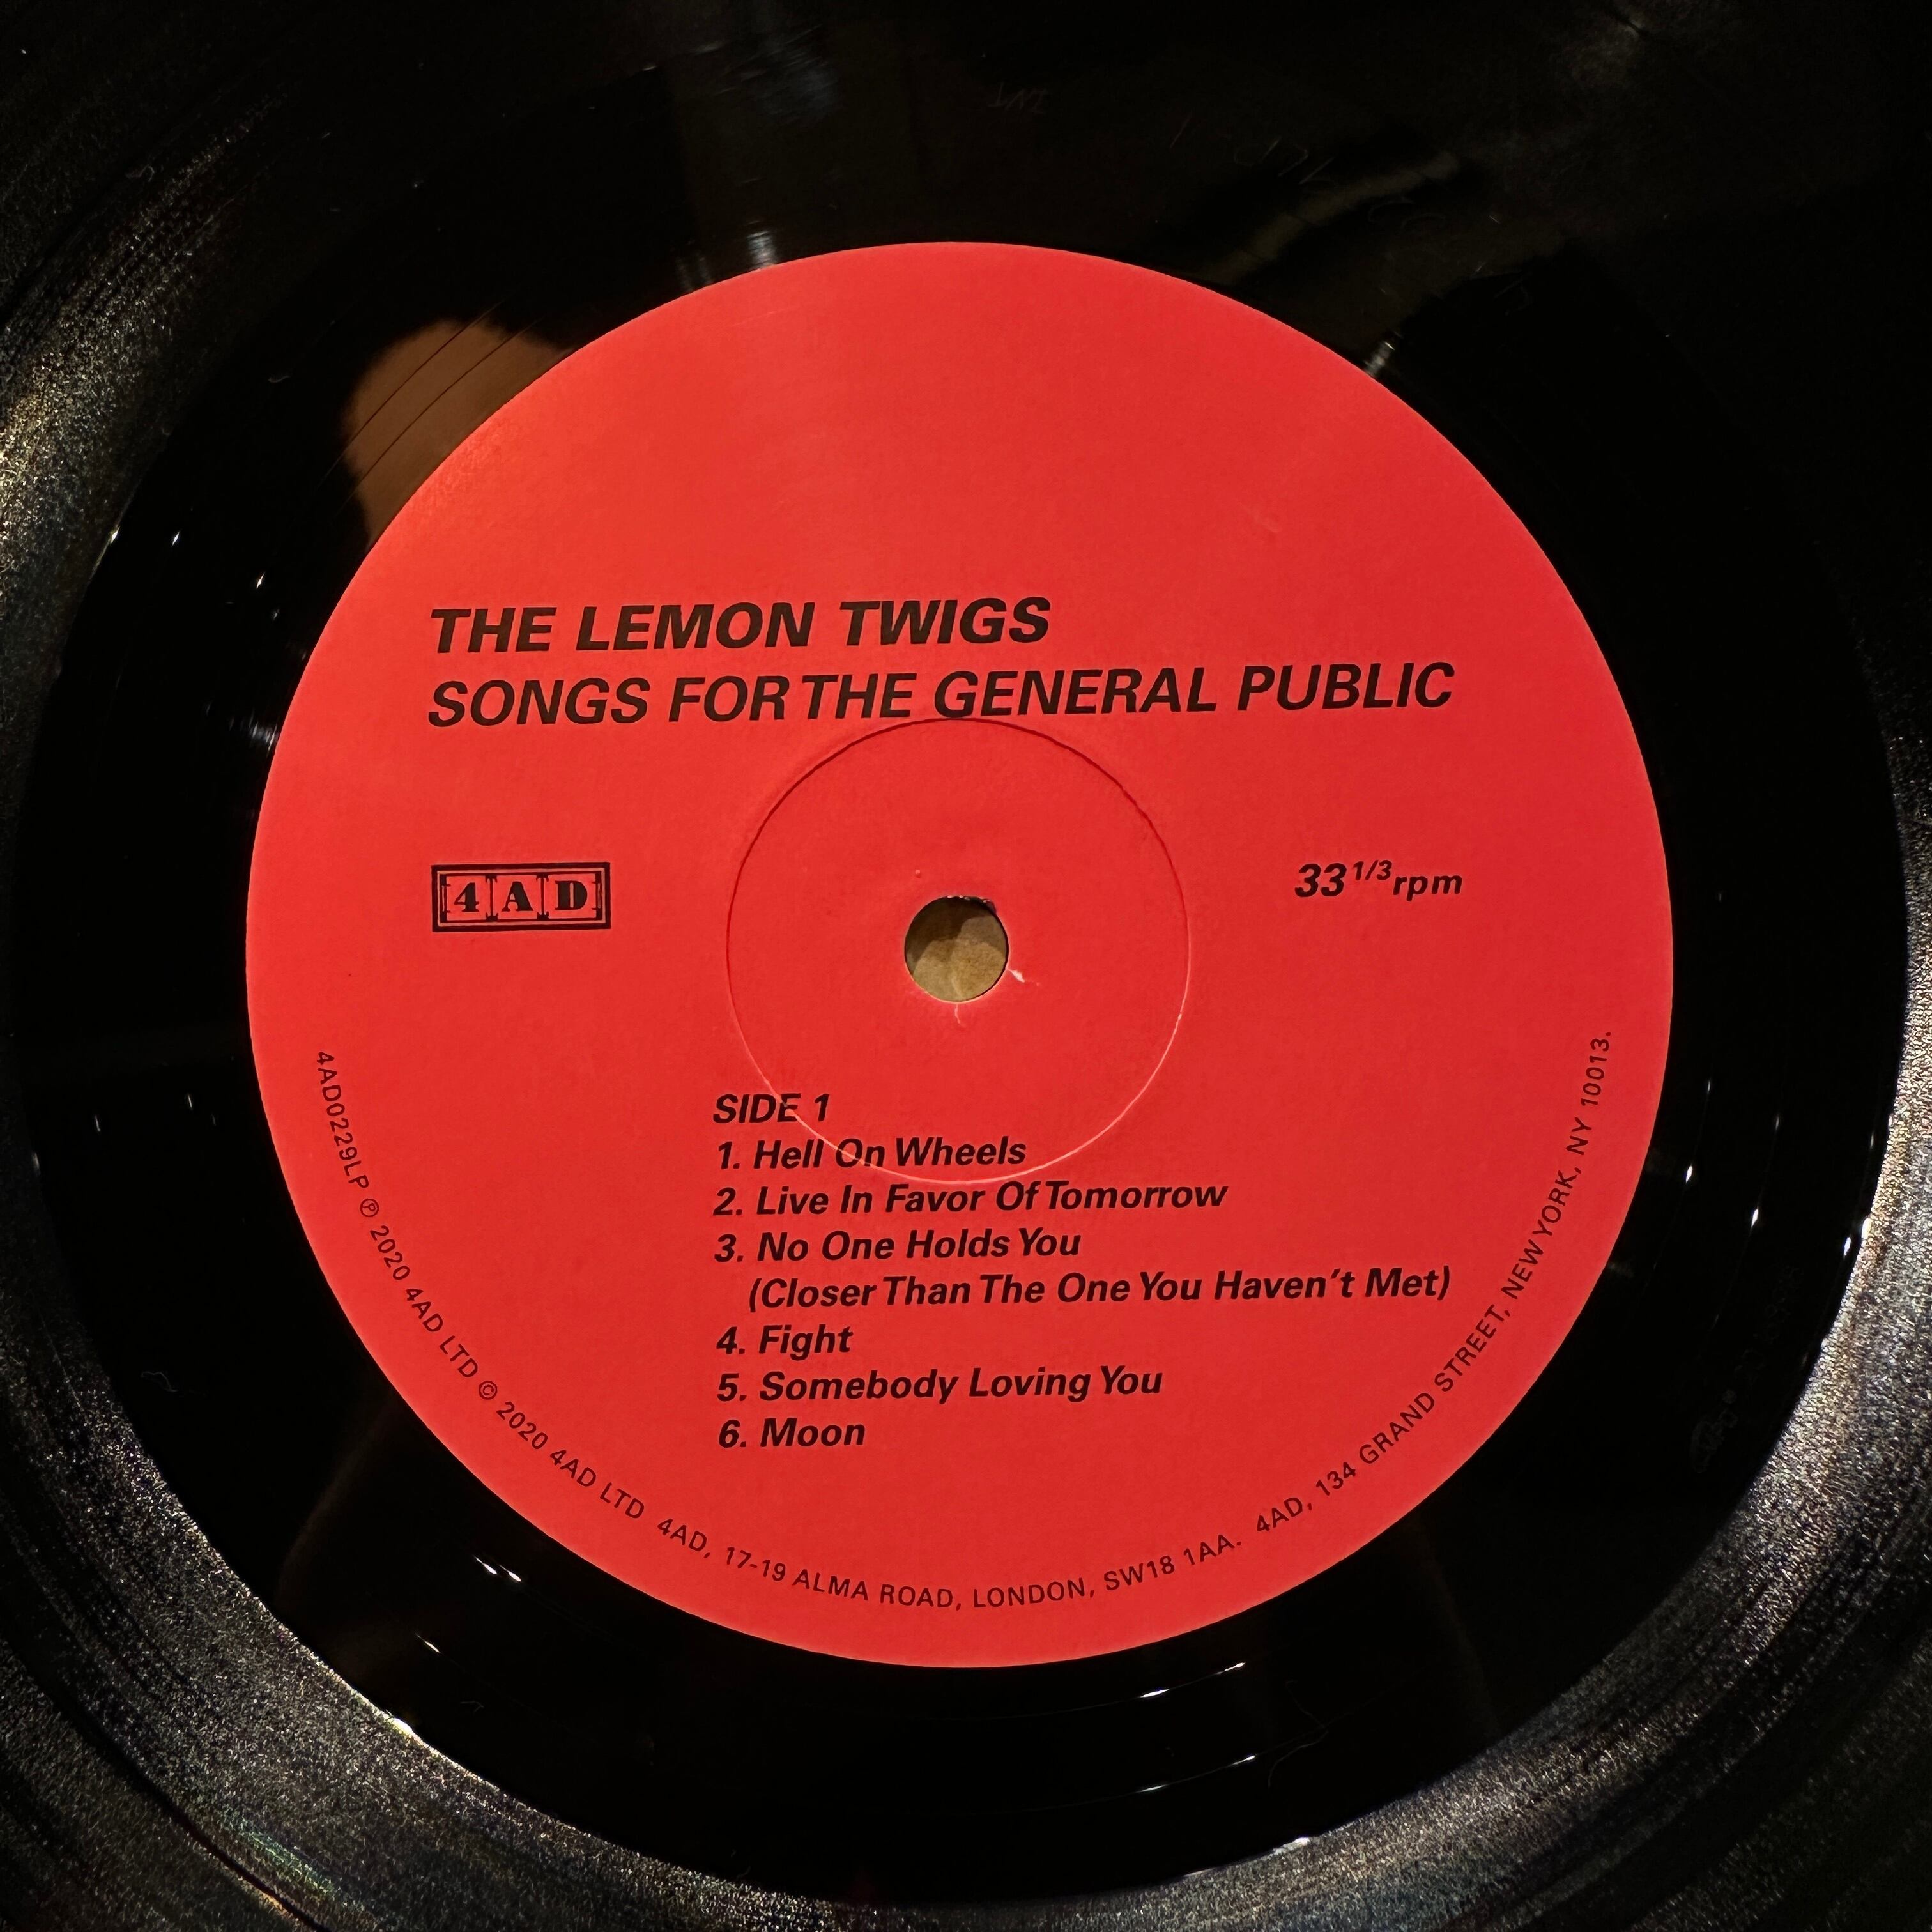 THE LEMON TWIGS
SONGS FOR THE GENERAL PUBLIC
4AD
33 1/3 rpm
SIDE 1
1. Hell On Wheels
2. Live In Favor Of Tomorrow
3. No One Holds You
(Closer Than The One You Haven't Met)
4. Fight
5. Somebody Loving You
6. Moon
4AD0229LP ℗ 2020 4AD LTD © 2020 4AD LTD 4AD, 17-19 ALMA ROAD, LONDON, SW18 1AA. 4AD, 134 GRAND STREET, NEW YORK, NY 10013.